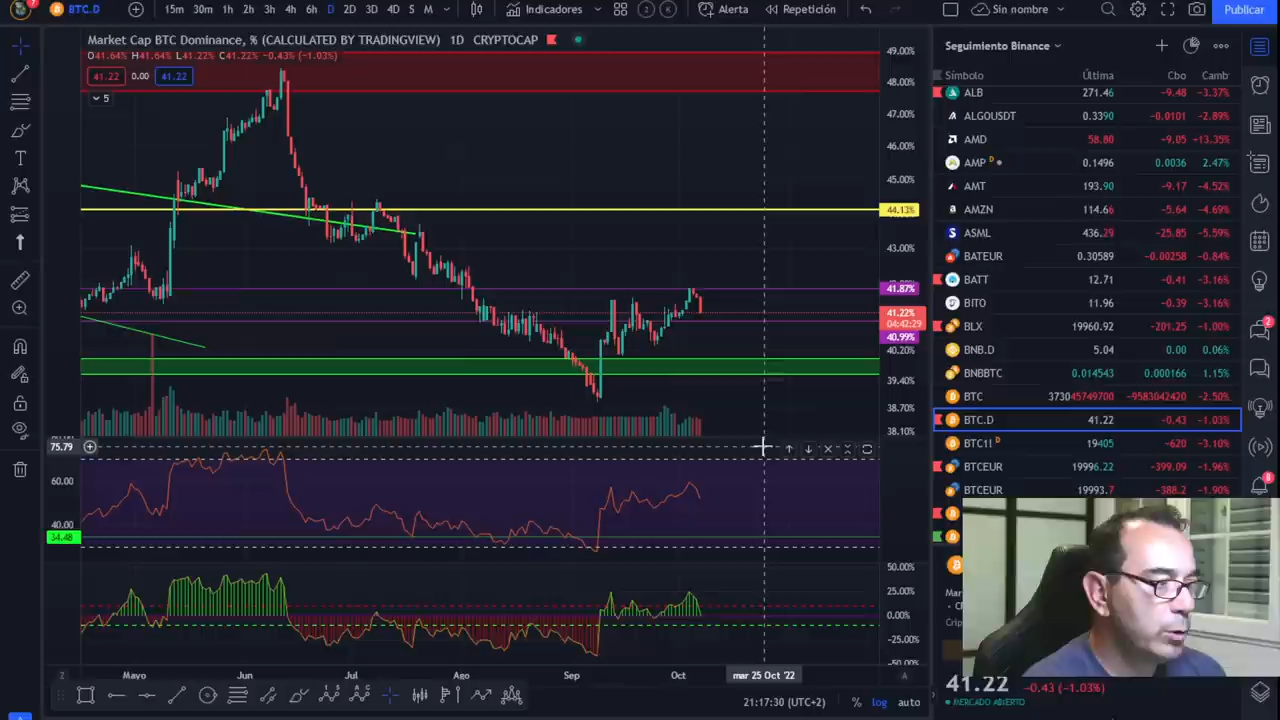 7 BTC.D 15m 30m 1h 2h 3h 4h 6h D 2D 3D 4D S M Indicadores 2 K Alerta Repetición Sin nombre Publicar
Market Cap BTC Dominance, % (CALCULATED BY TRADINGVIEW) 1D CRYPTOCAP
O41.64% H41.64% L41.22% C41.22% −0.43 (−1.03%)
41.22 0.00 41.22
5
49.00%
48.00%
47.00%
46.00%
45.00%
44.13%
43.00%
41.87%
41.22%
04:42:29
40.99%
40.20%
39.40%
38.70%
38.10%
75.79
60.00
40.00
34.48
50.00%
25.00%
0.00%
-25.00%
-50.00%
Z Mayo Jun Jul Ago Sep Oct mar 25 Oct '22 A
21:17:30 (UTC+2) % log auto
Seguimiento Binance
Símbolo Última Cbo Camb
ALB 271.46 -9.48 -3.37%
ALGOUSDT 0.3390 -0.0101 -2.89%
AMD 58.80 -9.05 -13.35%
AMP D 0.1496 0.0036 2.47%
AMT 193.90 -9.17 -4.52%
AMZN 114.66 -5.64 -4.69%
ASML 436.29 -25.85 -5.59%
BATEUR 0.30589 -0.00258 -0.84%
BATT 12.71 -0.41 -3.16%
BITO 11.96 -0.39 -3.16%
BLX 19960.92 -201.25 -1.00%
BNB.D 5.04 0.00 0.06%
BNBBTC 0.014543 0.000166 1.15%
BTC 373045749700 -9583042420 -2.50%
BTC.D 41.22 -0.43 -1.03%
BTC1! D 19405 -620 -3.10%
BTCEUR 19996.22 -399.09 -1.96%
BTCEUR 19993.7 -388.2 -1.90%
41.22 −0.43 (−1.03%)
MERCADO ABIERTO
2
8